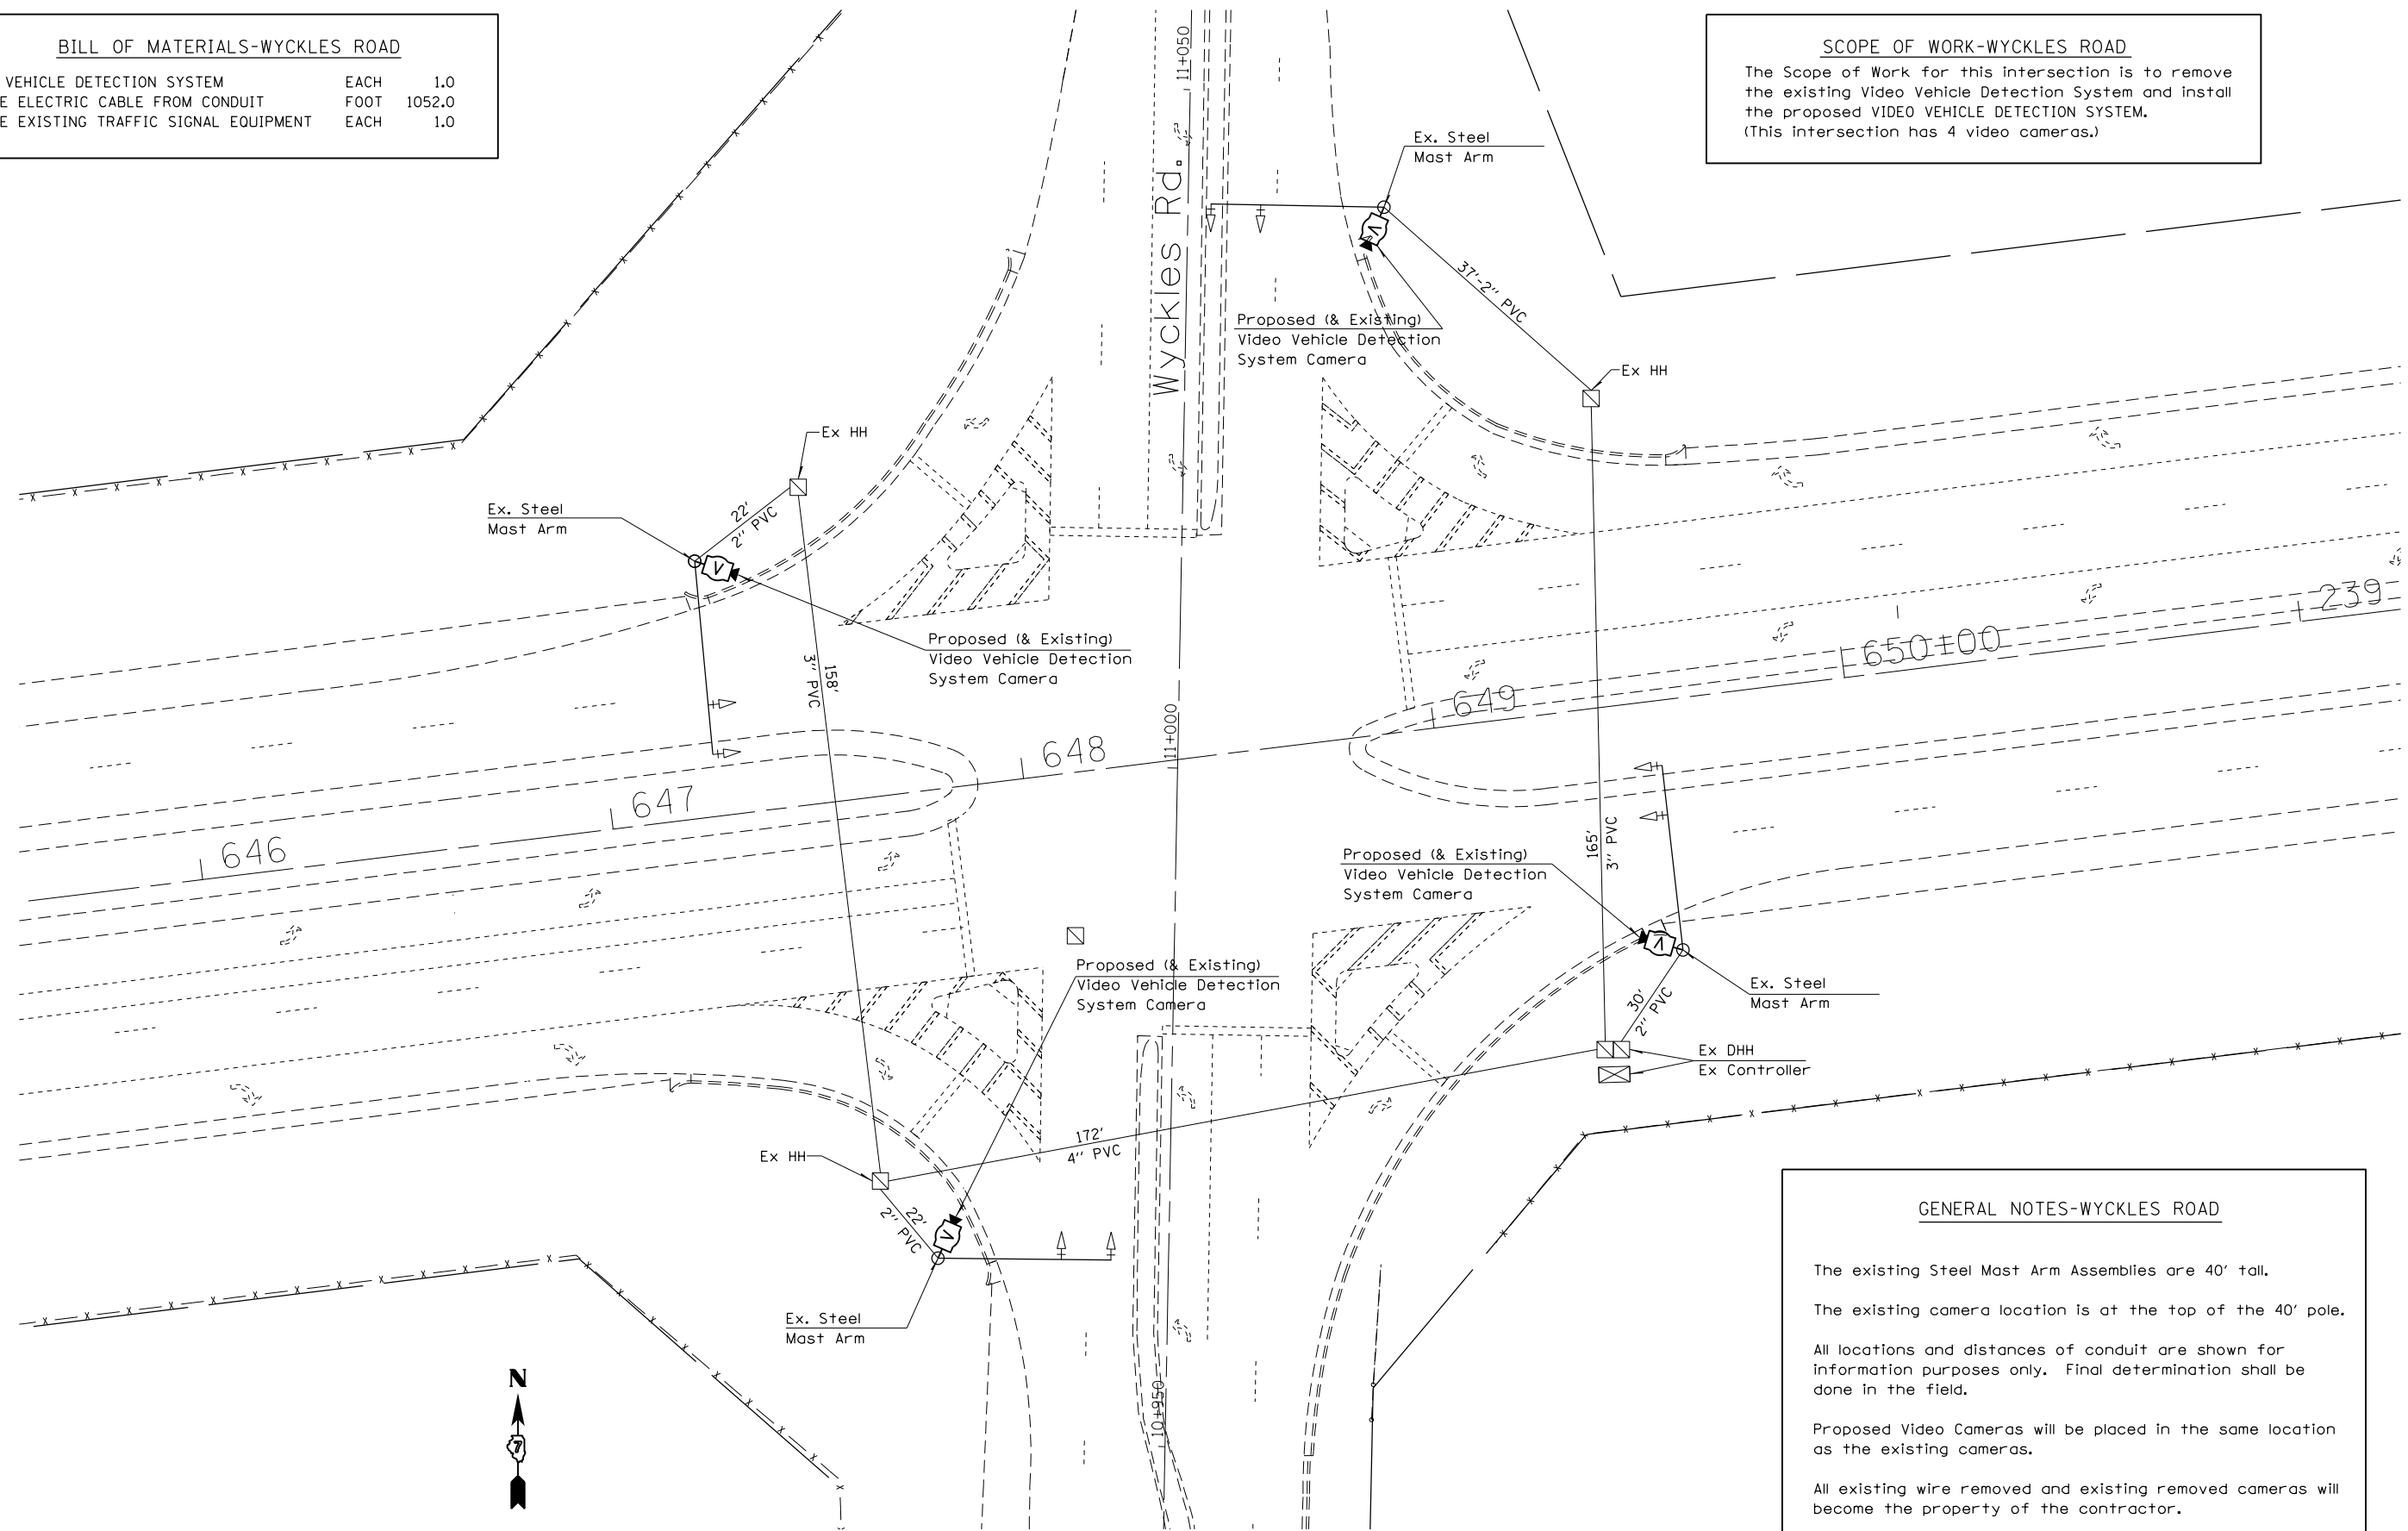 BILL OF MATERIALS-WYCKLES ROAD
VEHICLE DETECTION SYSTEM EACH 1.0
E ELECTRIC CABLE FROM CONDUIT FOOT 1052.0
E EXISTING TRAFFIC SIGNAL EQUIPMENT EACH 1.0
SCOPE OF WORK-WYCKLES ROAD
The Scope of Work for this intersection is to remove
the existing Video Vehicle Detection System and install
the proposed VIDEO VEHICLE DETECTION SYSTEM.
(This intersection has 4 video cameras.)
11+050
Wyckles Rd.
Ex. Steel
Mast Arm
V
37'-2" PVC
Proposed (& Existing)
Video Vehicle Detection
System Camera
Ex HH
Ex HH
22'
2" PVC
Ex. Steel
Mast Arm
V
Proposed (& Existing)
Video Vehicle Detection
System Camera
158'
3" PVC
239
650+00
649
648
647
646
11+000
165'
3" PVC
Proposed (& Existing)
Video Vehicle Detection
System Camera
V
Ex. Steel
Mast Arm
30'
2" PVC
Ex DHH
Ex Controller
Proposed (& Existing)
Video Vehicle Detection
System Camera
172'
4" PVC
Ex HH
22'
2" PVC
V
Ex. Steel
Mast Arm
10+950
N
7
GENERAL NOTES-WYCKLES ROAD
The existing Steel Mast Arm Assemblies are 40' tall.
The existing camera location is at the top of the 40' pole.
All locations and distances of conduit are shown for
information purposes only. Final determination shall be
done in the field.
Proposed Video Cameras will be placed in the same location
as the existing cameras.
All existing wire removed and existing removed cameras will
become the property of the contractor.